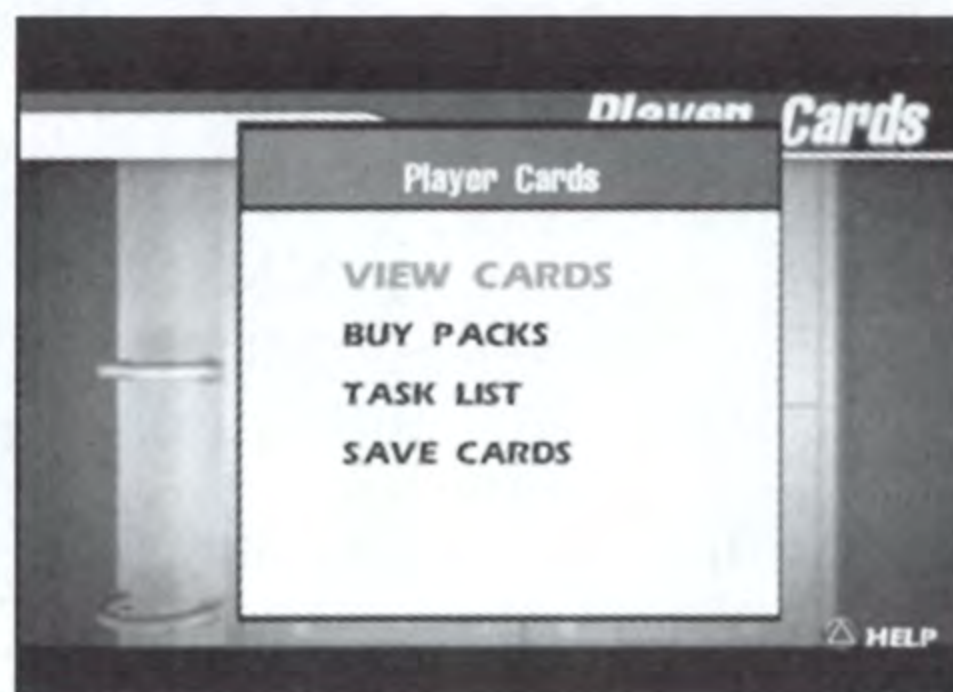 Player Cards
Player Cards
VIEW CARDS
BUY PACKS
TASK LIST
SAVE CARDS
HELP